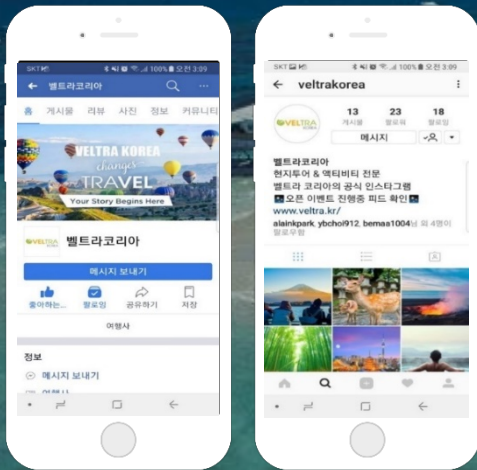 SKT
100% 오전 3:09
벨트라코리아
홈 게시물 리뷰 사진 정보 커뮤니티
VELTRA KOREA
changes
TRAVEL
Your Story Begins Here
VELTRA
벨트라코리아
메시지 보내기
좋아하는... 팔로잉 공유하기 저장
여행사
정보
메시지 보내기
여행사
SKT
100% 오전 3:09
veltrakorea
13 23 18
게시물 팔로워 팔로잉
VELTRA
메시지
벨트라코리아
현지투어 & 액티비티 전문
벨트라 코리아의 공식 인스타그램
오픈 이벤트 진행중 피드 확인
www.veltra.kr/
alainkpark, ybchoi912, bemaa1004님 외 4명이
팔로우함